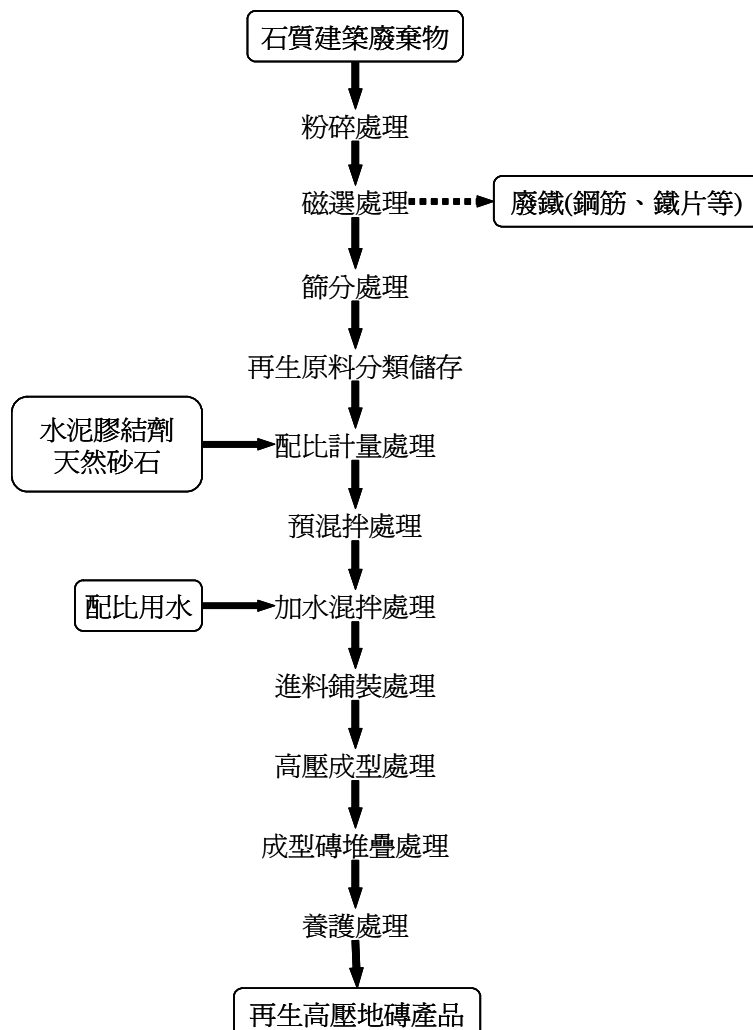 石質建築廢棄物
粉碎處理
磁選處理
廢鐵(鋼筋、鐵片等)
篩分處理
再生原料分類儲存
水泥膠結劑
天然砂石
配比計量處理
預混拌處理
配比用水
加水混拌處理
進料鋪裝處理
高壓成型處理
成型磚堆疊處理
養護處理
再生高壓地磚產品